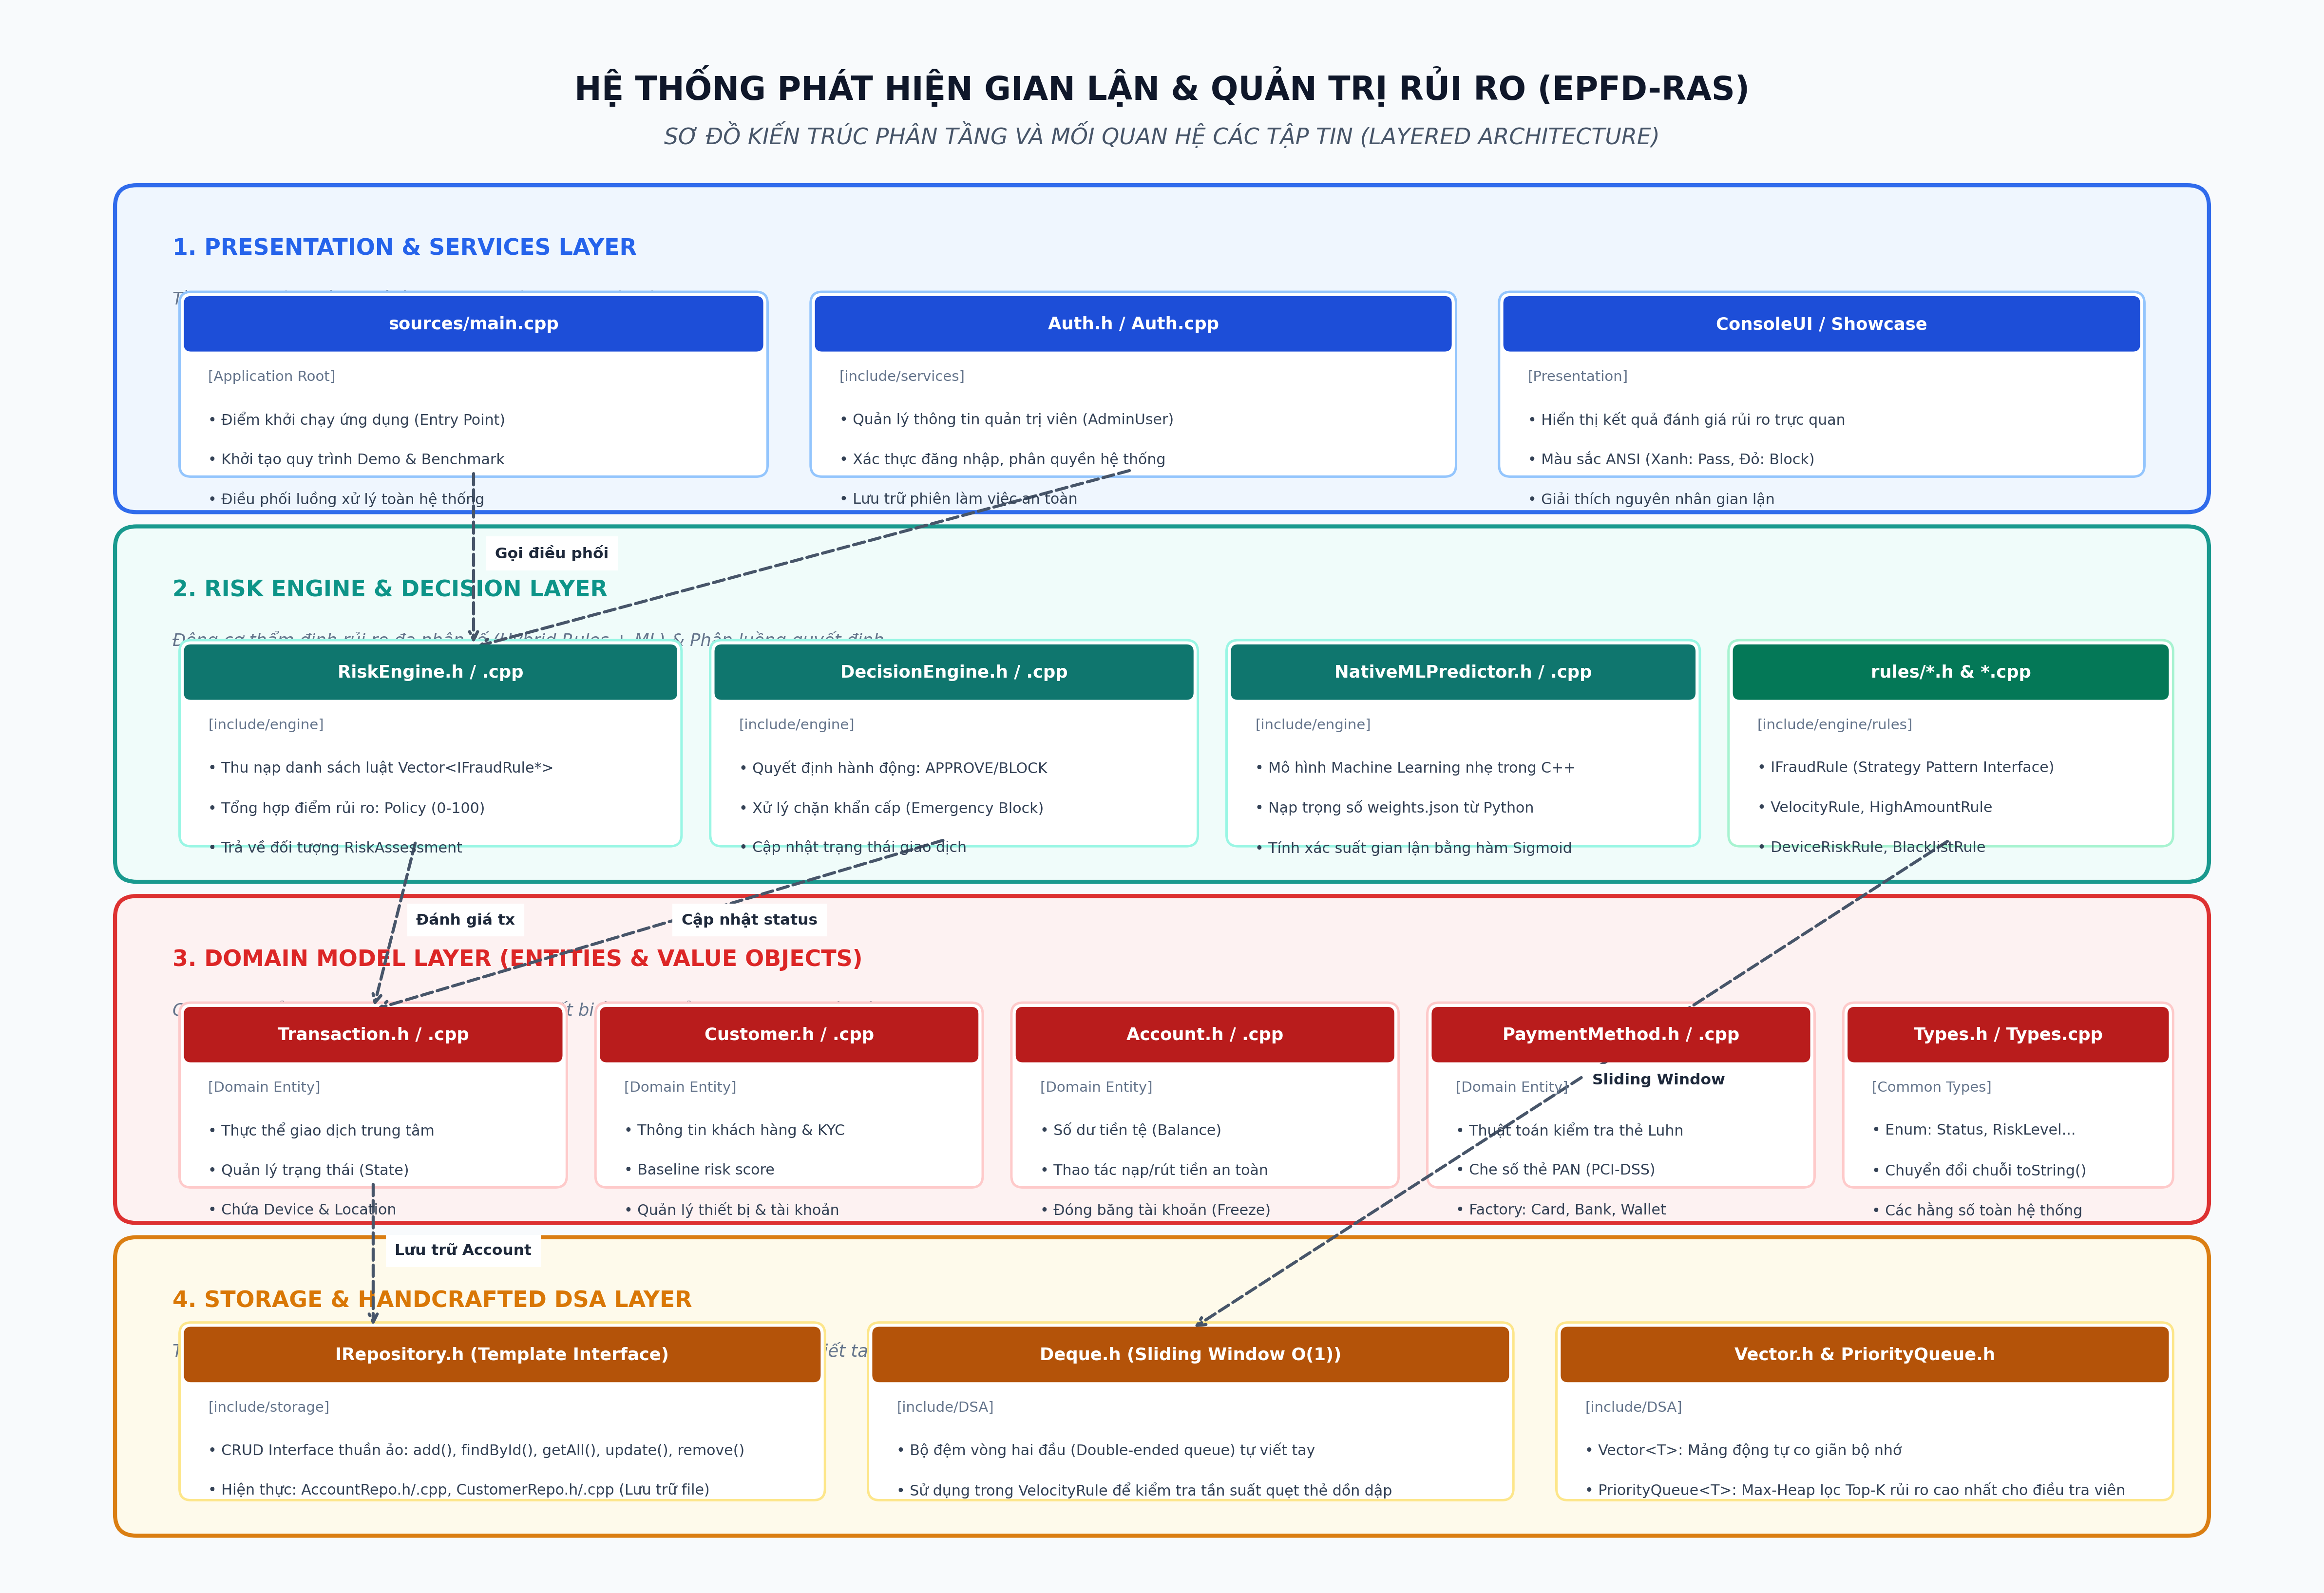 HỆ THỐNG PHÁT HIỆN GIAN LẬN & QUẢN TRỊ RỦI RO (EPFD-RAS)
SƠ ĐỒ KIẾN TRÚC PHÂN TẦNG VÀ MỐI QUAN HỆ CÁC TẬP TIN (LAYERED ARCHITECTURE)
1. PRESENTATION & SERVICES LAYER
sources/main.cpp
[Application Root]
• Điểm khởi chạy ứng dụng (Entry Point)
• Khởi tạo quy trình Demo & Benchmark
• Điều phối luồng xử lý toàn hệ thống
Auth.h / Auth.cpp
[include/services]
• Quản lý thông tin quản trị viên (AdminUser)
• Xác thực đăng nhập, phân quyền hệ thống
• Lưu trữ phiên làm việc an toàn
ConsoleUI / Showcase
[Presentation]
• Hiển thị kết quả đánh giá rủi ro trực quan
• Màu sắc ANSI (Xanh: Pass, Đỏ: Block)
• Giải thích nguyên nhân gian lận
Gọi điều phối
2. RISK ENGINE & DECISION LAYER
Động cơ thẩm định rủi ro đa nhân tố (Hybrid Rules + ML) & Phân luồng quyết định
RiskEngine.h / .cpp
[include/engine]
• Thu nạp danh sách luật Vector<IFraudRule*>
• Tổng hợp điểm rủi ro: Policy (0-100)
• Trả về đối tượng RiskAssessment
DecisionEngine.h / .cpp
[include/engine]
• Quyết định hành động: APPROVE/BLOCK
• Xử lý chặn khẩn cấp (Emergency Block)
• Cập nhật trạng thái giao dịch
NativeMLPredictor.h / .cpp
[include/engine]
• Mô hình Machine Learning nhẹ trong C++
• Nạp trọng số weights.json từ Python
• Tính xác suất gian lận bằng hàm Sigmoid
rules/*.h & *.cpp
[include/engine/rules]
• IFraudRule (Strategy Pattern Interface)
• VelocityRule, HighAmountRule
• DeviceRiskRule, BlacklistRule
Đánh giá tx
Cập nhật status
3. DOMAIN MODEL LAYER (ENTITIES & VALUE OBJECTS)
Transaction.h / .cpp
[Domain Entity]
• Thực thể giao dịch trung tâm
• Quản lý trạng thái (State)
• Chứa Device & Location
Customer.h / .cpp
[Domain Entity]
• Thông tin khách hàng & KYC
• Baseline risk score
• Quản lý thiết bị & tài khoản
Account.h / .cpp
[Domain Entity]
• Số dư tiền tệ (Balance)
• Thao tác nạp/rút tiền an toàn
• Đóng băng tài khoản (Freeze)
PaymentMethod.h / .cpp
[Domain Entity]
Sliding Window
• Thuật toán kiểm tra thẻ Luhn
• Che số thẻ PAN (PCI-DSS)
• Factory: Card, Bank, Wallet
Types.h / Types.cpp
[Common Types]
• Enum: Status, RiskLevel...
• Chuyển đổi chuỗi toString()
• Các hằng số toàn hệ thống
Lưu trữ Account
4. STORAGE & HANDCRAFTED DSA LAYER
IRepository.h (Template Interface)
[include/storage]
• CRUD Interface thuần ảo: add(), findById(), getAll(), update(), remove()
• Hiện thực: AccountRepo.h/.cpp, CustomerRepo.h/.cpp (Lưu trữ file)
Deque.h (Sliding Window O(1))
[include/DSA]
• Bộ đệm vòng hai đầu (Double-ended queue) tự viết tay
• Sử dụng trong VelocityRule để kiểm tra tần suất quẹt thẻ dồn dập
Vector.h & PriorityQueue.h
[include/DSA]
• Vector<T>: Mảng động tự co giãn bộ nhớ
• PriorityQueue<T>: Max-Heap lọc Top-K rủi ro cao nhất cho điều tra viên